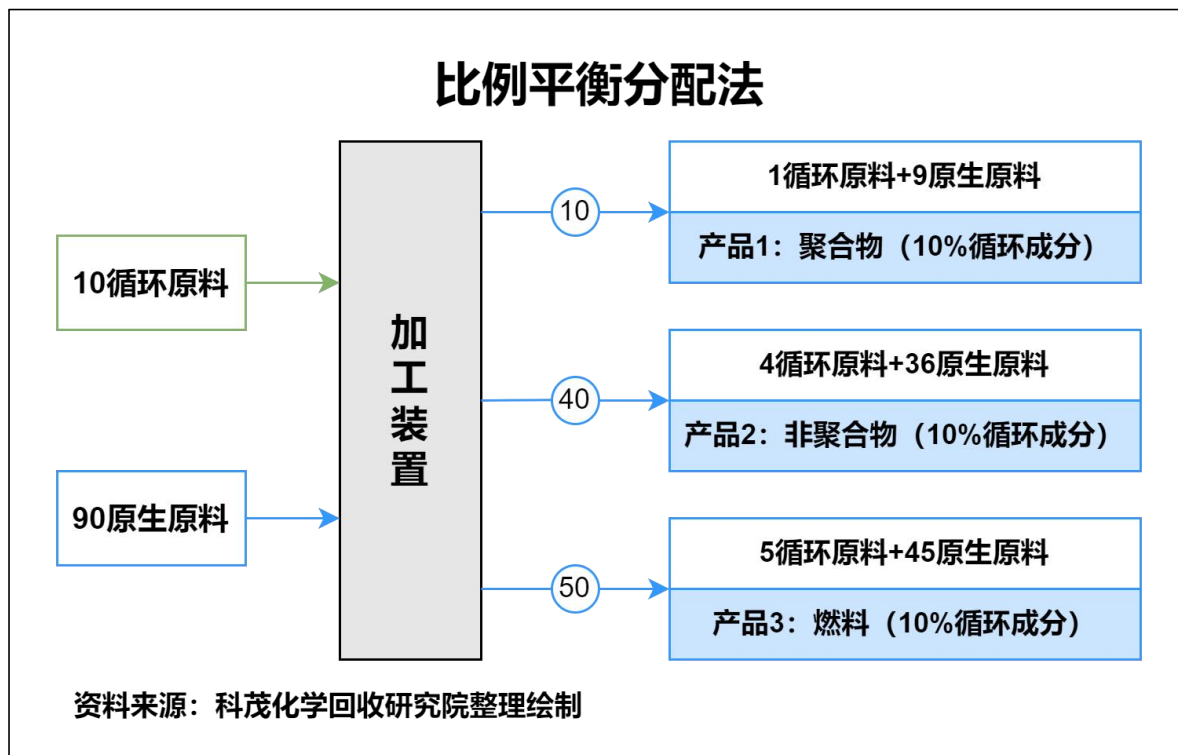 比例平衡分配法
10循环原料
90原生原料
加工装置
10
1循环原料+9原生原料
产品1：聚合物（10%循环成分）
40
4循环原料+36原生原料
产品2：非聚合物（10%循环成分）
50
5循环原料+45原生原料
产品3：燃料（10%循环成分）
资料来源：科茂化学回收研究院整理绘制